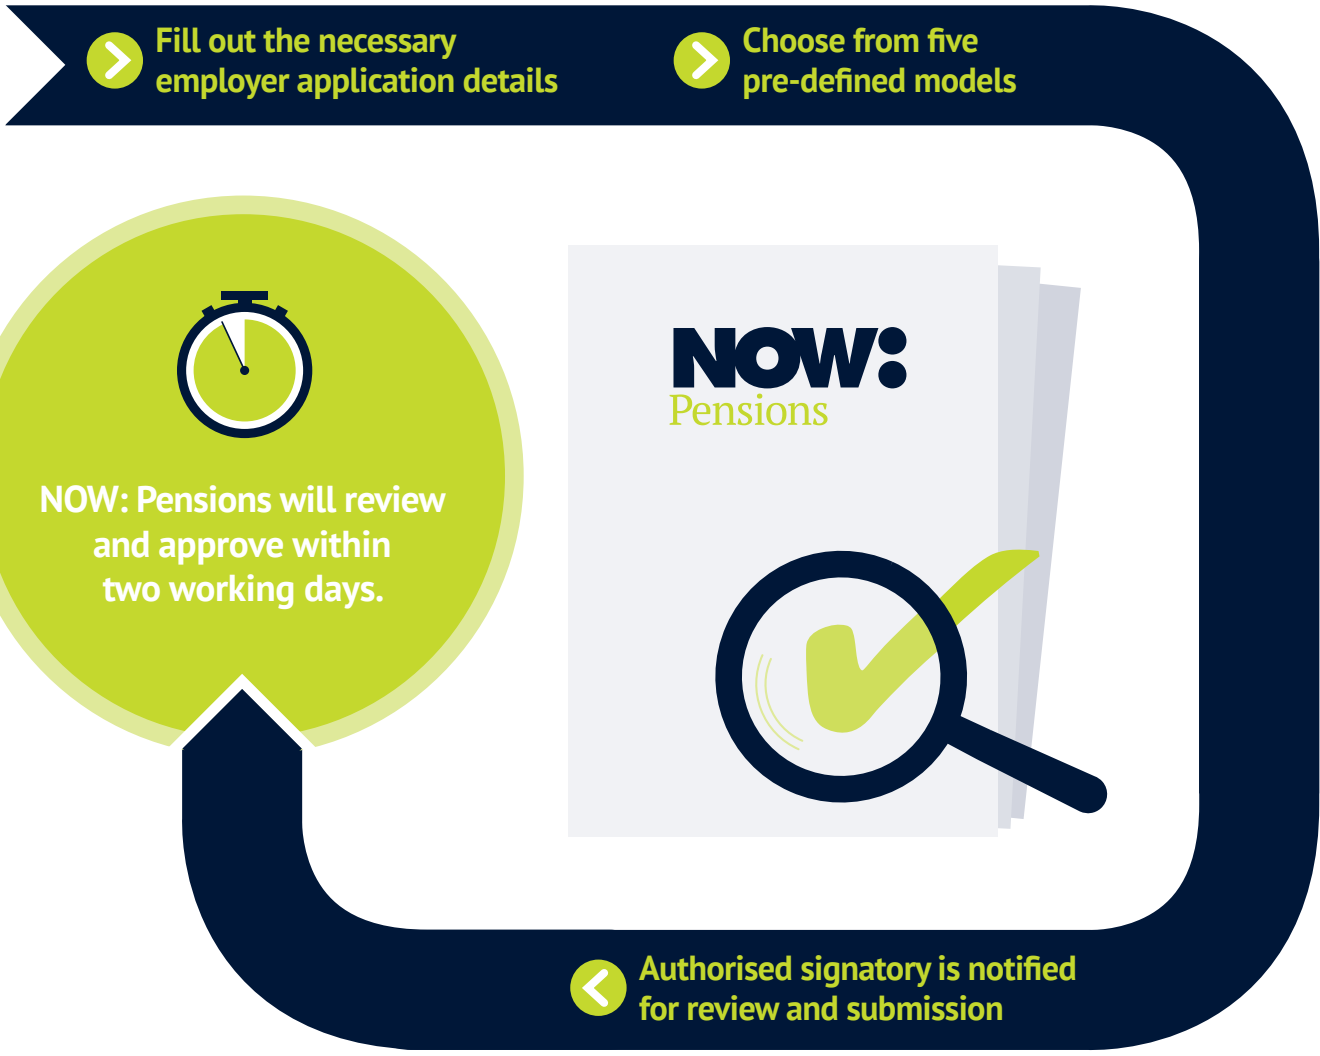 Fill out the necessary
employer application details
Choose from five
pre-defined models
NOW:
Pensions
NOW: Pensions will review
and approve within
two working days.
Authorised signatory is notified
for review and submission